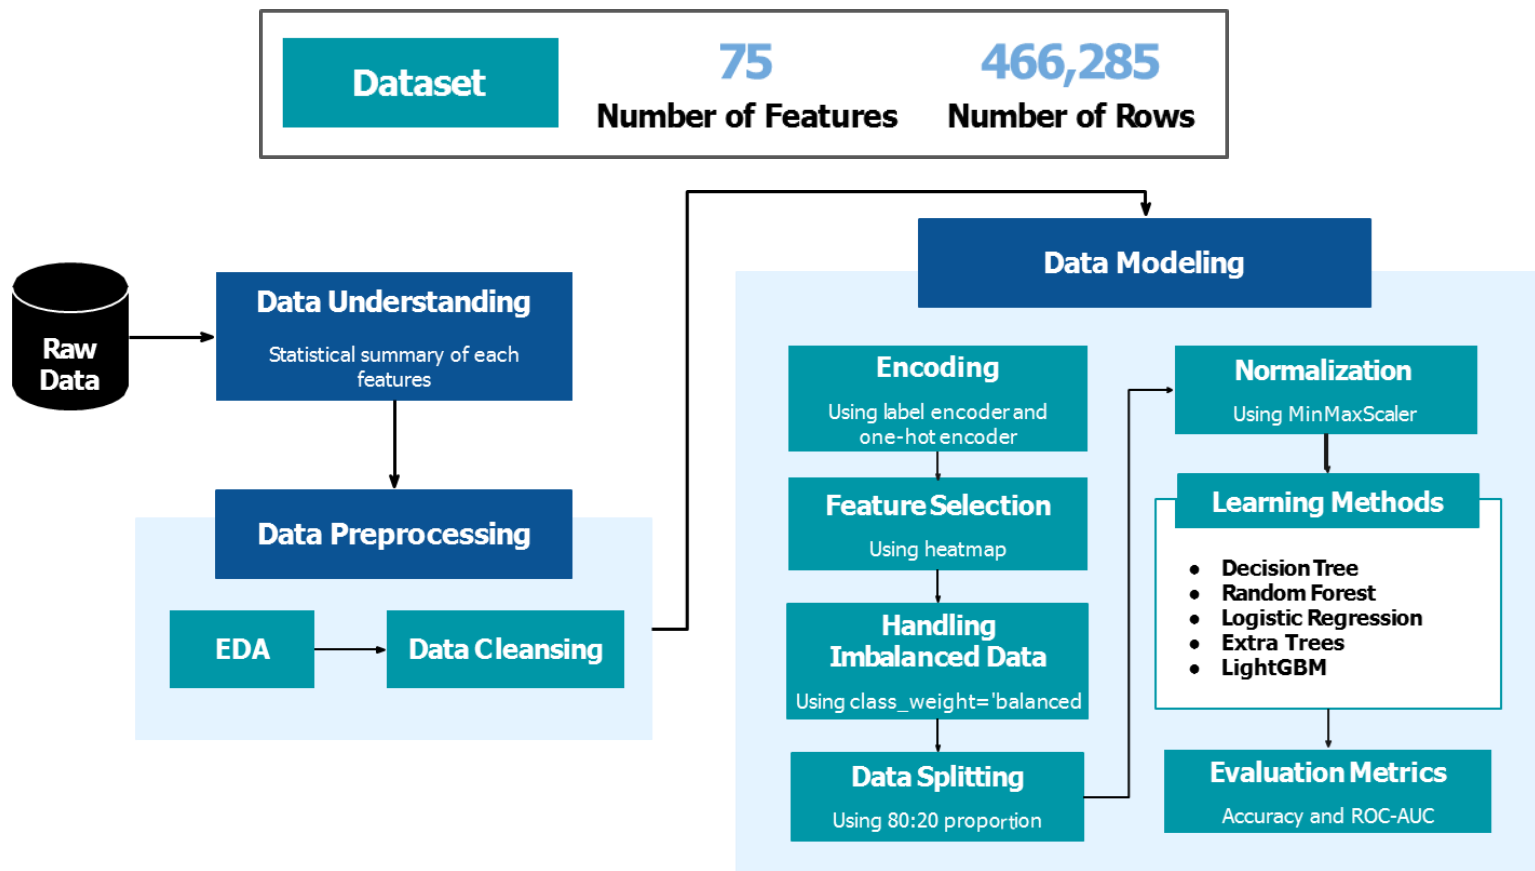 Dataset
75
Number of Features
466,285
Number of Rows
Raw
Data
Data Understanding
Statistical summary of each
features
Data Preprocessing
EDA
Data Cleansing
Data Modeling
Encoding
Using label encoder and
one-hot encoder
Feature Selection
Using heatmap
Handling
Imbalanced Data
Using class_weight='balanced
Data Splitting
Using 80:20 proportion
Normalization
Using MinMaxScaler
Learning Methods
● Decision Tree
● Random Forest
● Logistic Regression
● Extra Trees
● LightGBM
Evaluation Metrics
Accuracy and ROC-AUC